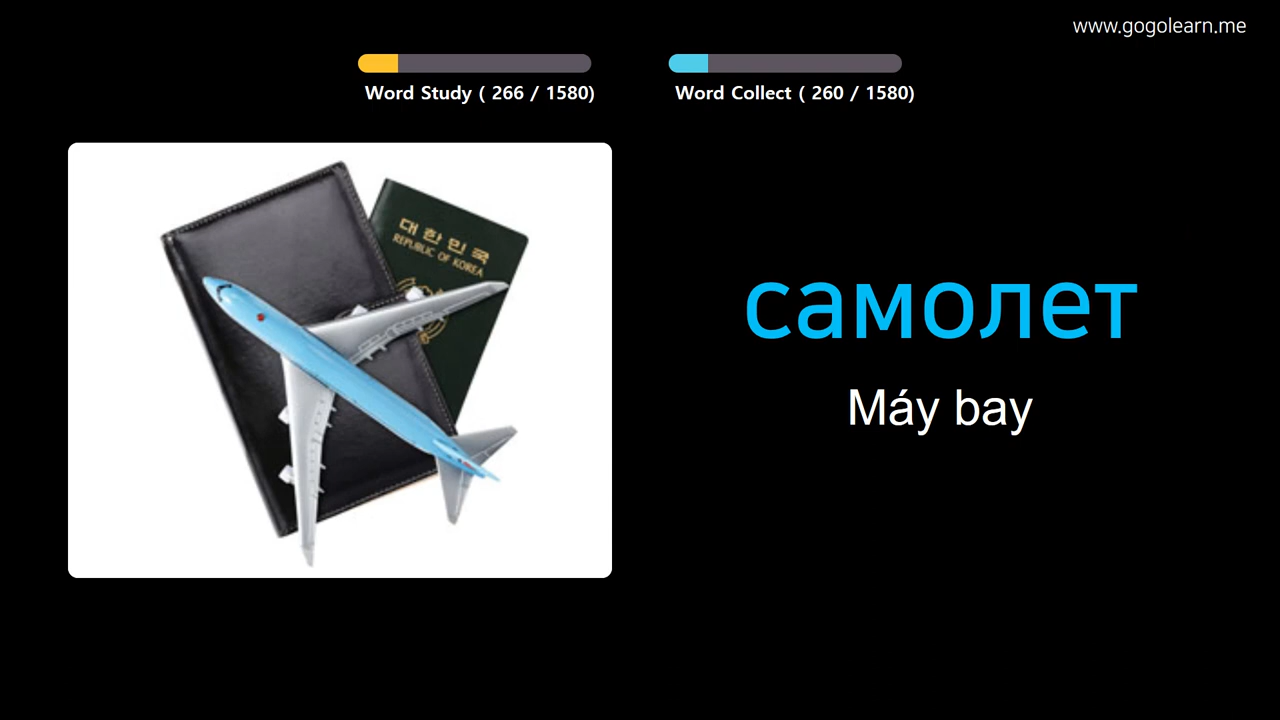 www.gogolearn.me
Word Study ( 266 / 1580)
Word Collect ( 260 / 1580)
대한민국
REPUBLIC OF KOREA
самолет
Máy bay